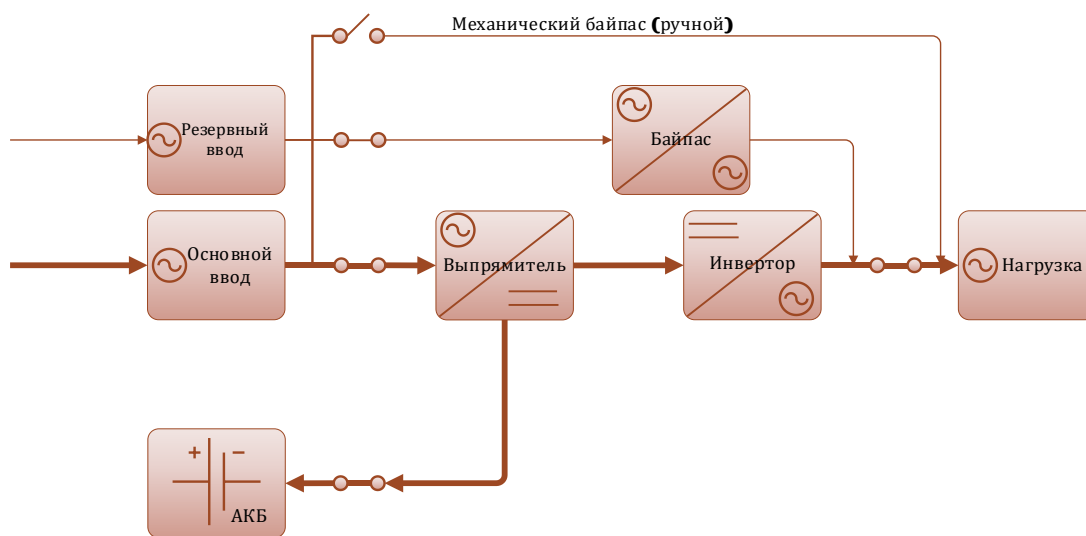 Механический байпас (ручной)
Резервный
ввод
Байпас
Основной
ввод
Выпрямитель
Инвертор
Нагрузка
+ −
АКБ